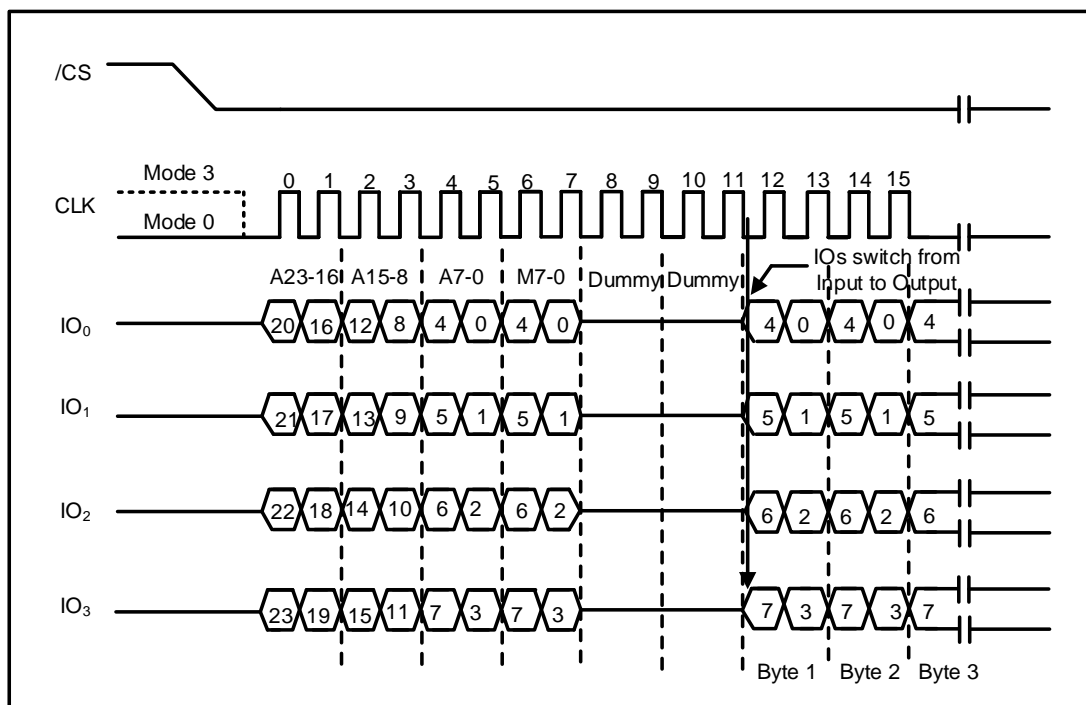 /CS
Mode 3
CLK
Mode 0
0 1 2 3 4 5 6 7 8 9 10 11 12 13 14 15
IOs switch from
Input to Output
A23-16 A15-8 A7-0 M7-0 Dummy Dummy
IO₀ 20 16 12 8 4 0 4 0 4 0 4 0 4
IO₁ 21 17 13 9 5 1 5 1 5 1 5 1 5
IO₂ 22 18 14 10 6 2 6 2 6 2 6 2 6
IO₃ 23 19 15 11 7 3 7 3 7 3 7 3 7
Byte 1 Byte 2 Byte 3